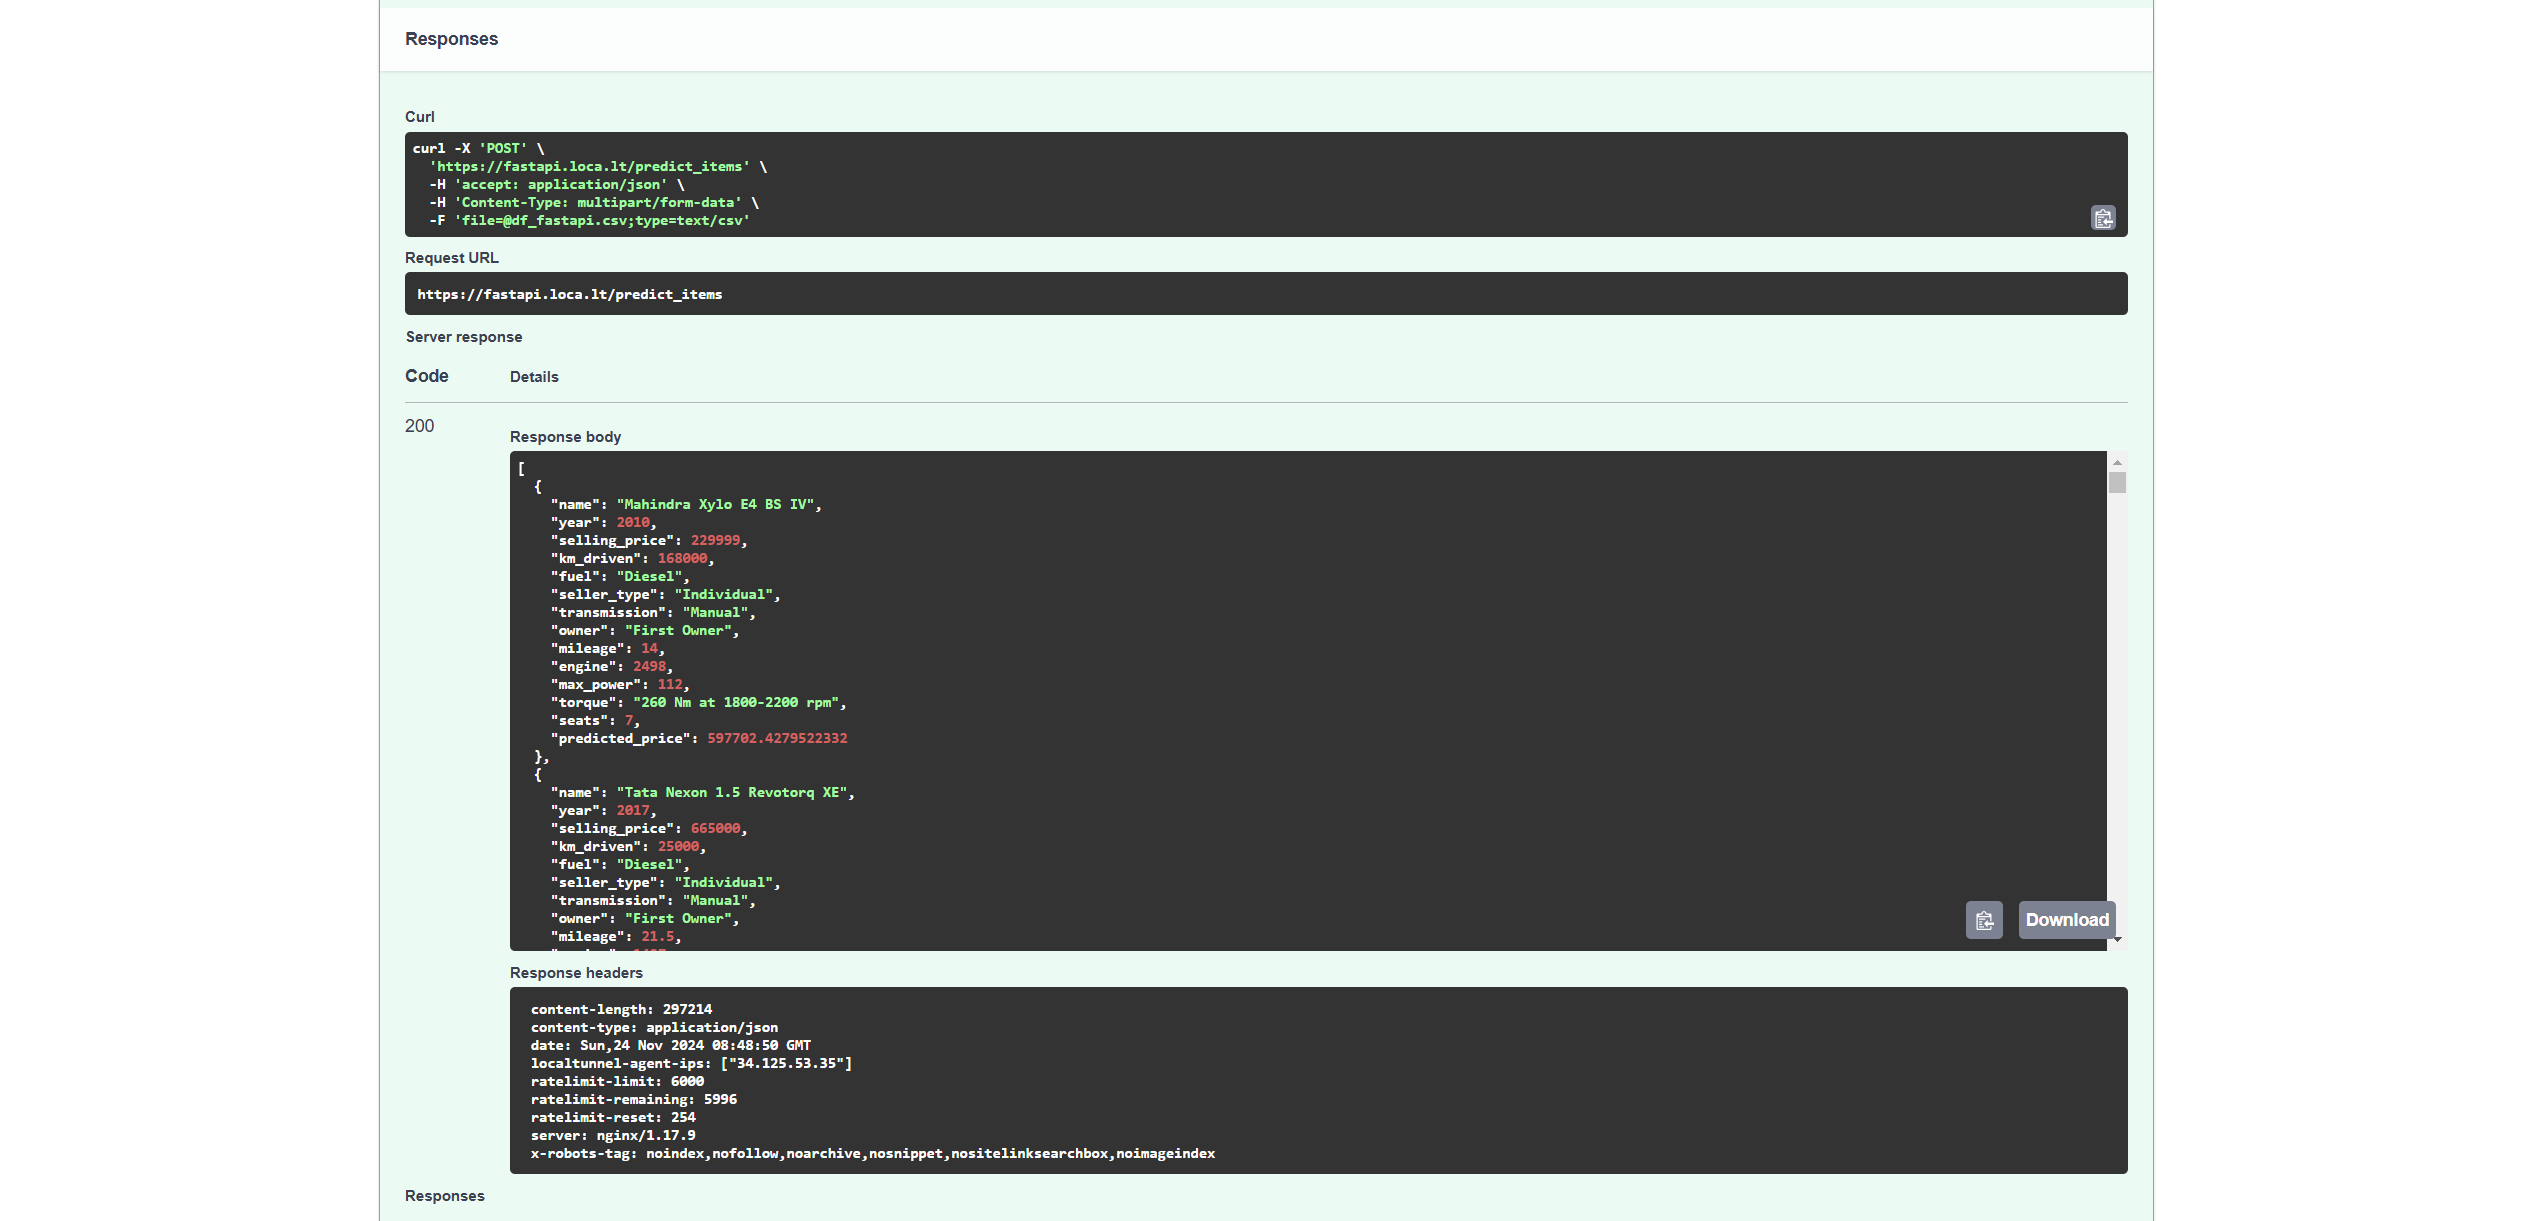 Responses
Curl
curl -X 'POST' \
  'https://fastapi.loca.lt/predict_items' \
  -H 'accept: application/json' \
  -H 'Content-Type: multipart/form-data' \
  -F 'file=@df_fastapi.csv;type=text/csv'
Request URL
https://fastapi.loca.lt/predict_items
Server response
Code Details
200
Response body
[
  {
    "name": "Mahindra Xylo E4 BS IV",
    "year": 2010,
    "selling_price": 229999,
    "km_driven": 168000,
    "fuel": "Diesel",
    "seller_type": "Individual",
    "transmission": "Manual",
    "owner": "First Owner",
    "mileage": 14,
    "engine": 2498,
    "max_power": 112,
    "torque": "260 Nm at 1800-2200 rpm",
    "seats": 7,
    "predicted_price": 597702.4279522332
  },
  {
    "name": "Tata Nexon 1.5 Revotorq XE",
    "year": 2017,
    "selling_price": 665000,
    "km_driven": 25000,
    "fuel": "Diesel",
    "seller_type": "Individual",
    "transmission": "Manual",
    "owner": "First Owner",
    "mileage": 21.5,
Download
Response headers
content-length: 297214
content-type: application/json
date: Sun,24 Nov 2024 08:48:50 GMT
localtunnel-agent-ips: ["34.125.53.35"]
ratelimit-limit: 6000
ratelimit-remaining: 5996
ratelimit-reset: 254
server: nginx/1.17.9
x-robots-tag: noindex,nofollow,noarchive,nosnippet,nositelinksearchbox,noimageindex
Responses